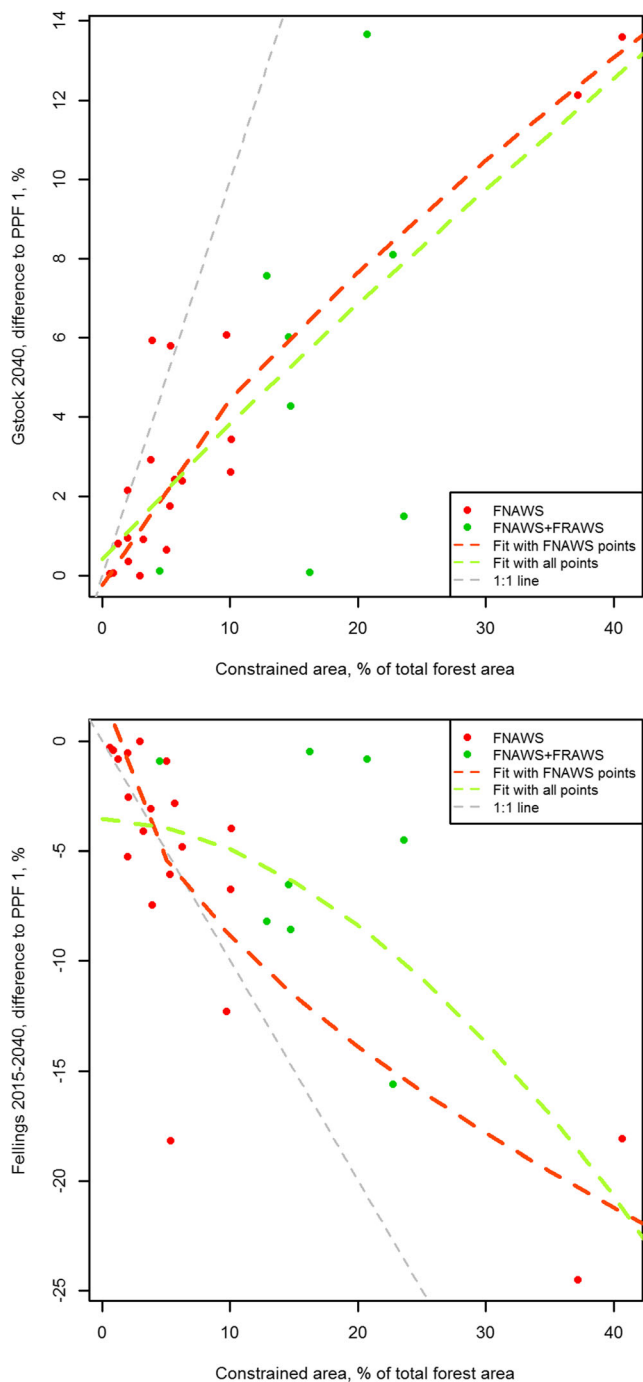 14
12
10
8
6
4
2
0
Gstock 2040, difference to PPF 1, %
FNAWS
FNAWS+FRAWS
Fit with FNAWS points
Fit with all points
1:1 line
0 10 20 30 40
Constrained area, % of total forest area
0
-5
-10
-15
-20
-25
Fellings 2015-2040, difference to PPF 1, %
FNAWS
FNAWS+FRAWS
Fit with FNAWS points
Fit with all points
1:1 line
0 10 20 30 40
Constrained area, % of total forest area